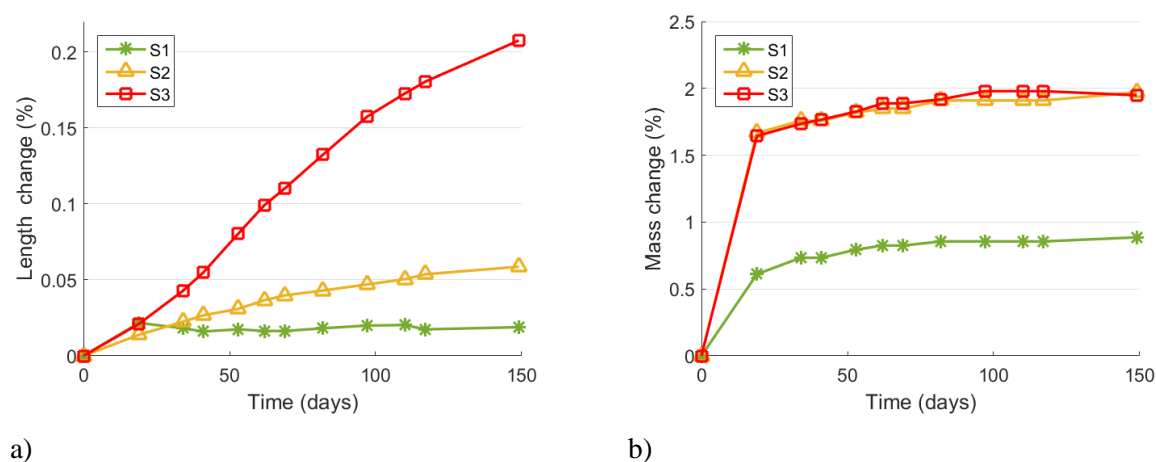 S1
S2
S3
0.2
0.15
0.1
0.05
0
0
50
100
150
Length change (%)
Time (days)
a)
S1
S2
S3
2.5
2
1.5
1
0.5
0
0
50
100
150
Mass change (%)
Time (days)
b)